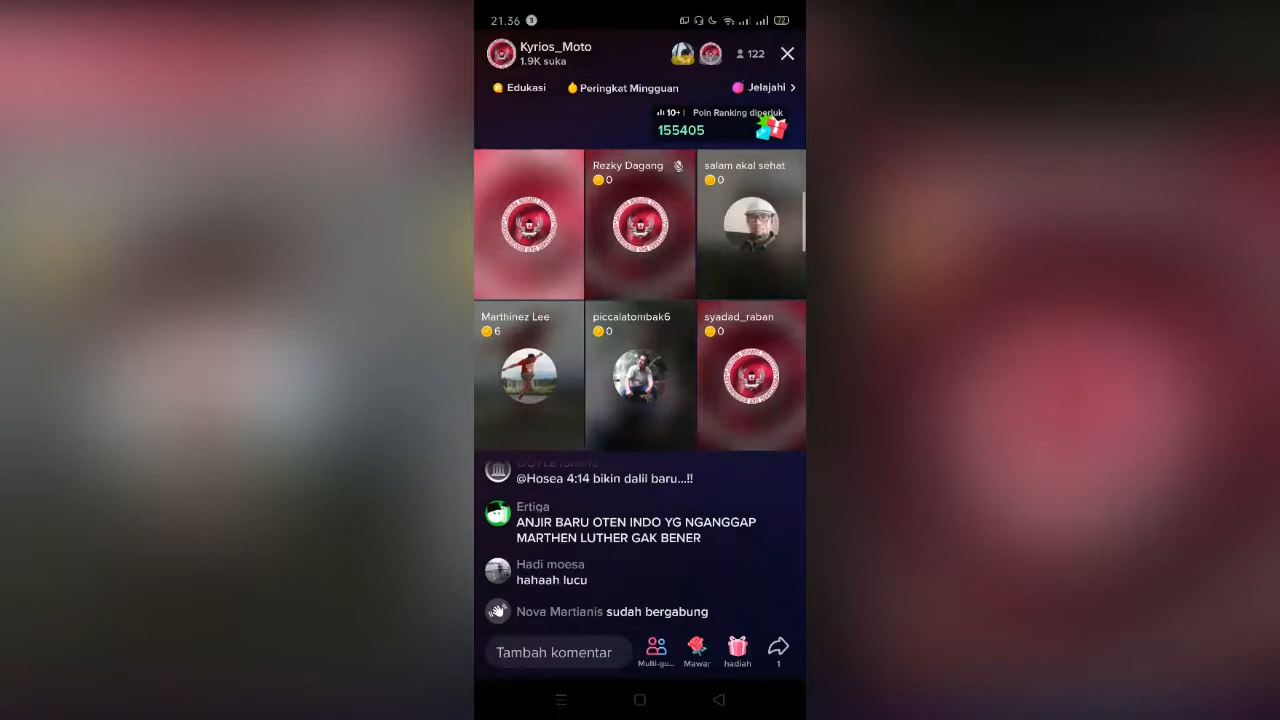 21.36
72
Kyrios_Moto
1.9K suka
122
Edukasi
Peringkat Mingguan
Jelajahi
10+ Poin Ranking diperluk
155405
Rezky Dagang
0
salam akal sehat
0
Marthinez Lee
6
piccalatombak6
0
syadad_raban
0
@Hosea 4:14 bikin dalil baru...!!
Ertiga
ANJIR BARU OTEN INDO YG NGANGGAP
MARTHEN LUTHER GAK BENER
Hadi moesa
hahaah lucu
Nova Martianis sudah bergabung
Tambah komentar
Multi-gu...
Mawar
hadiah
1